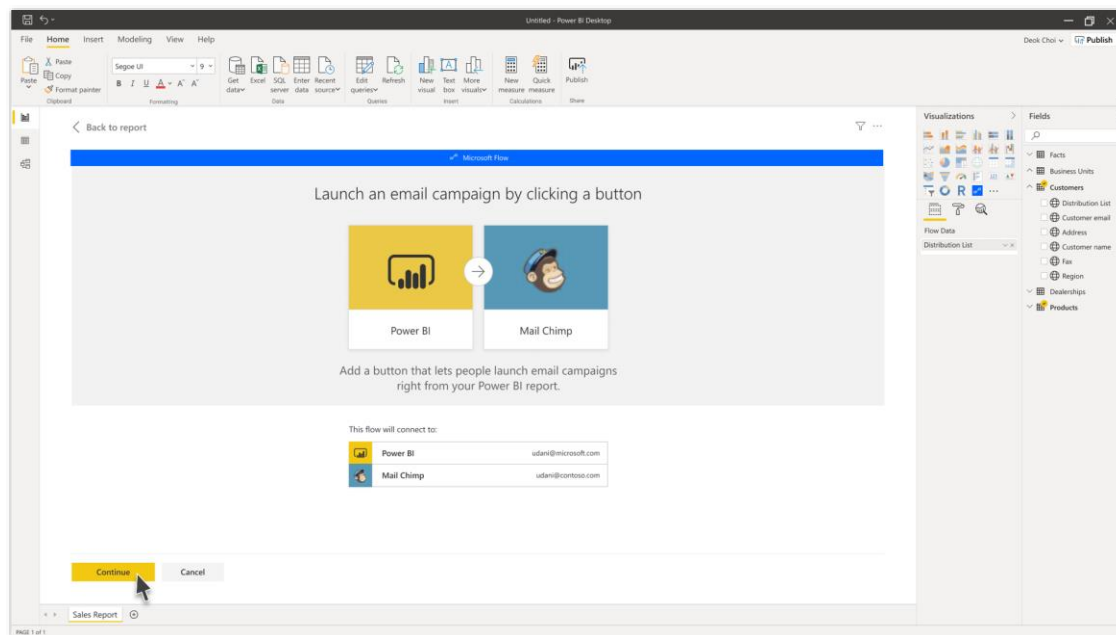 Untitled - Power BI Desktop
File Home Insert Modeling View Help
Deok Choi Publish
Paste
Paste
Copy
Format painter
Clipboard
Segoe UI 9
B I U A A A
Formatting
Get data
Excel
SQL server
Enter data
Recent source
Data
Edit queries
Refresh
Queries
New visual
Text box
More visuals
Insert
New measure
Quick measure
Calculations
Publish
Share
Back to report
Microsoft Flow
Launch an email campaign by clicking a button
Power BI
Mail Chimp
Add a button that lets people launch email campaigns
right from your Power BI report.
This flow will connect to:
Power BI udani@microsoft.com
Mail Chimp udani@contoso.com
Continue
Cancel
Visualizations
R
Flow Data
Distribution List
Fields
Facts
Business Units
Customers
Distribution List
Customer email
Address
Customer name
Fax
Region
Dealerships
Products
Sales Report
PAGE 1 of 1